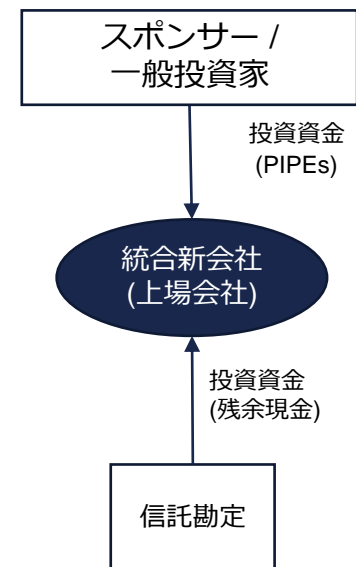 スポンサー /
一般投資家
投資資金
(PIPEs)
統合新会社
(上場会社)
投資資金
(残余現金)
信託勘定